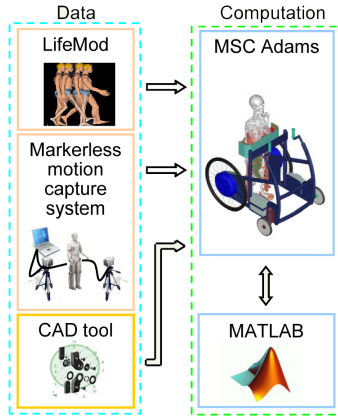 Data
Computation
LifeMod
MSC Adams
Markerless
motion
capture
system
CAD tool
MATLAB